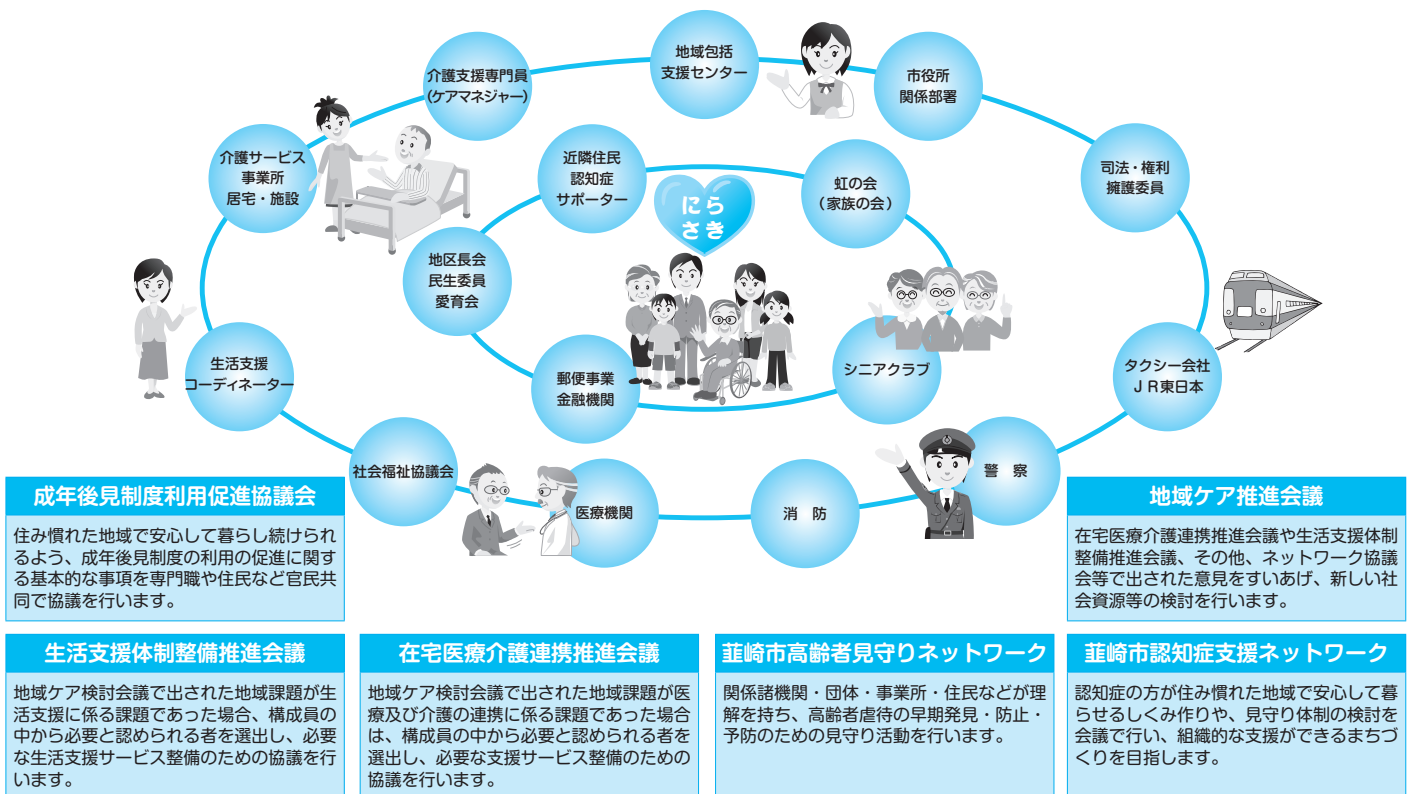 地域包括
支援センター
介護支援専門員
(ケアマネジャー)
市役所
関係部署
介護サービス
事業所
居宅・施設
近隣住民
認知症
サポーター
にら
さき
虹の会
(家族の会)
司法・権利
擁護委員
地区長会
民生委員
愛育会
生活支援
コーディネーター
郵便事業
金融機関
シニアクラブ
タクシー会社
JR東日本
社会福祉協議会
医療機関
消 防
警 察
成年後見制度利用促進協議会
住み慣れた地域で安心して暮らし続けられ
るよう、成年後見制度の利用の促進に関す
る基本的な事項を専門職や住民など官民共
同で協議を行います。
地域ケア推進会議
在宅医療介護連携推進会議や生活支援体制
整備推進会議、その他、ネットワーク協議
会等で出された意見をすいあげ、新しい社
会資源等の検討を行います。
生活支援体制整備推進会議
地域ケア検討会議で出された地域課題が生
活支援に係る課題であった場合、構成員の
中から必要と認められる者を選出し、必要
な生活支援サービス整備のための協議を行
います。
在宅医療介護連携推進会議
地域ケア検討会議で出された地域課題が医
療及び介護の連携に係る課題であった場合
は、構成員の中から必要と認められる者を
選出し、必要な支援サービス整備のための
協議を行います。
韮崎市高齢者見守りネットワーク
関係諸機関・団体・事業所・住民などが理
解を持ち、高齢者虐待の早期発見・防止・
予防のための見守り活動を行います。
韮崎市認知症支援ネットワーク
認知症の方が住み慣れた地域で安心して暮
らせるしくみ作りや、見守り体制の検討を
会議で行い、組織的な支援ができるまちづ
くりを目指します。